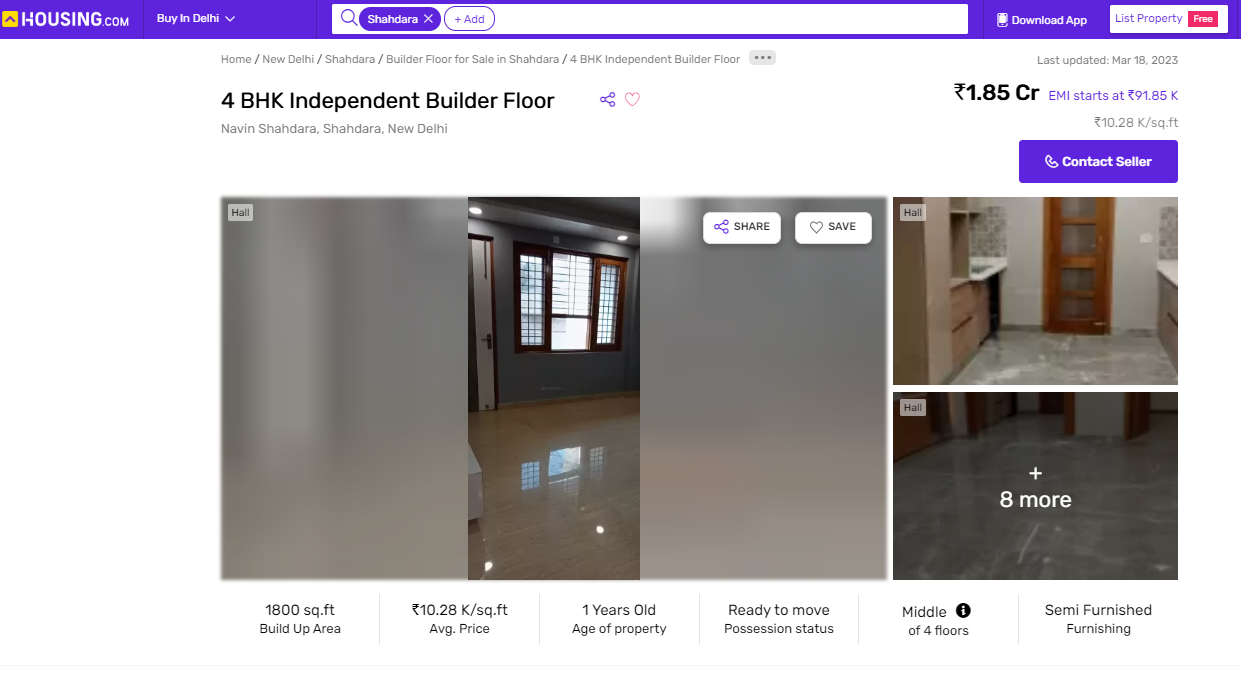 HOUSING.COM
Buy In Delhi
Shahdara
+ Add
Download App
List Property Free
Home / New Delhi / Shahdara / Builder Floor for Sale in Shahdara / 4 BHK Independent Builder Floor
Last updated: Mar 18, 2023
4 BHK Independent Builder Floor
₹1.85 Cr EMI starts at ₹91.85 K
Navin Shahdara, Shahdara, New Delhi
₹10.28 K/sq.ft
Contact Seller
Hall
SHARE
SAVE
Hall
Hall
+
8 more
1800 sq.ft
Build Up Area
₹10.28 K/sq.ft
Avg. Price
1 Years Old
Age of property
Ready to move
Possession status
Middle
of 4 floors
Semi Furnished
Furnishing